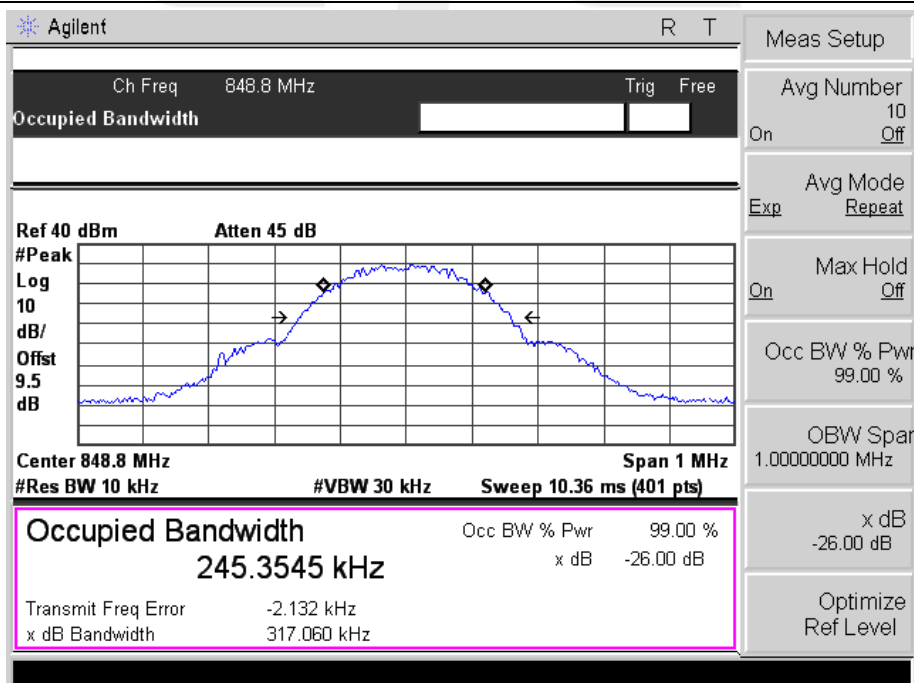 Agilent R T
Ch Freq 848.8 MHz Trig Free
Occupied Bandwidth
Ref 40 dBm Atten 45 dB
#Peak
Log
10
dB/
Offst
9.5
dB
Center 848.8 MHz Span 1 MHz
#Res BW 10 kHz #VBW 30 kHz Sweep 10.36 ms (401 pts)
Occupied Bandwidth
245.3545 kHz
Occ BW % Pwr 99.00 %
x dB -26.00 dB
Transmit Freq Error -2.132 kHz
x dB Bandwidth 317.060 kHz
Meas Setup
Avg Number
10
On Off
Avg Mode
Exp Repeat
Max Hold
On Off
Occ BW % Pwr
99.00 %
OBW Span
1.00000000 MHz
x dB
-26.00 dB
Optimize
Ref Level